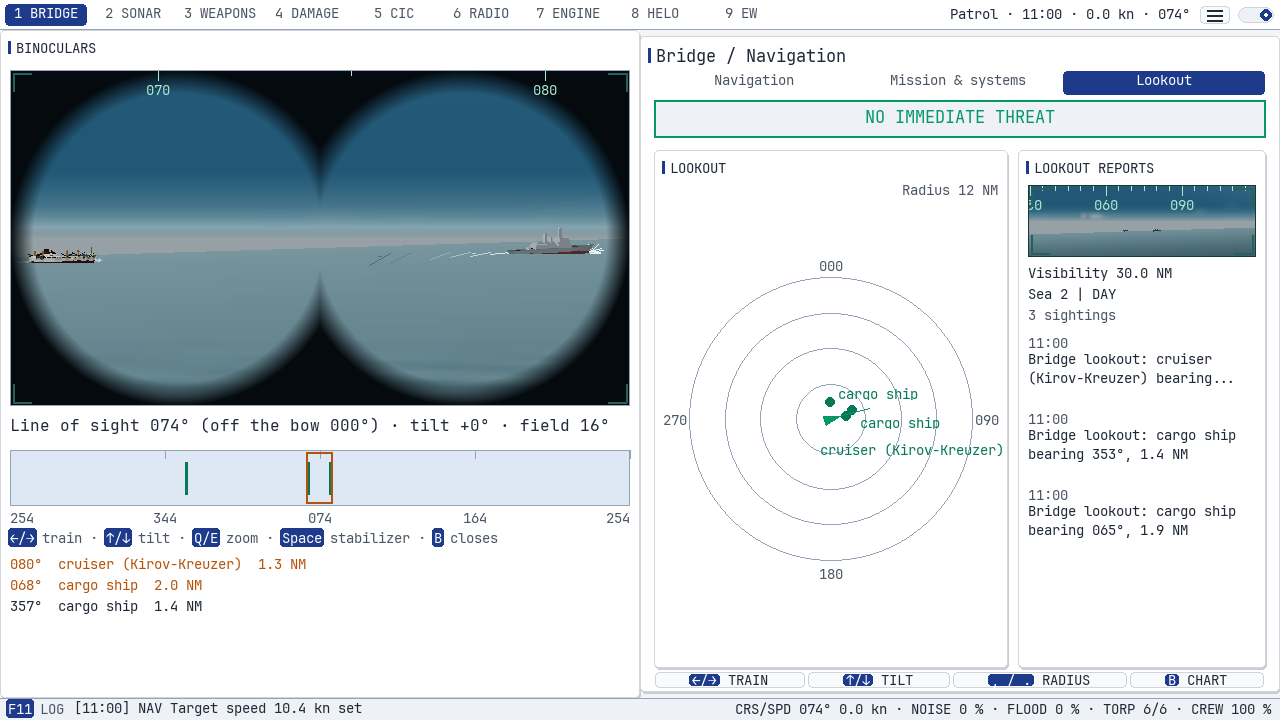 1 BRIDGE 2 SONAR 3 WEAPONS 4 DAMAGE 5 CIC 6 RADIO 7 ENGINE 8 HELO 9 EW Patrol · 11:00 · 0.0 kn · 074°
BINOCULARS
070 080
Line of sight 074° (off the bow 000°) · tilt +0° · field 16°
254 344 074 164 254
←/→ train · ↑/↓ tilt · Q/E zoom · Space stabilizer · B closes
080° cruiser (Kirov-Kreuzer) 1.3 NM
068° cargo ship 2.0 NM
357° cargo ship 1.4 NM
Bridge / Navigation
Navigation Mission & systems Lookout
NO IMMEDIATE THREAT
LOOKOUT
Radius 12 NM
000
cargo ship
270 090
cargo ship
cruiser (Kirov-Kreuzer)
180
LOOKOUT REPORTS
060 090
Visibility 30.0 NM
Sea 2 | DAY
3 sightings
11:00
Bridge lookout: cruiser
(Kirov-Kreuzer) bearing...
11:00
Bridge lookout: cargo ship
bearing 353°, 1.4 NM
11:00
Bridge lookout: cargo ship
bearing 065°, 1.9 NM
←/→ TRAIN ↑/↓ TILT , / . RADIUS B CHART
F11 LOG [11:00] NAV Target speed 10.4 kn set CRS/SPD 074° 0.0 kn · NOISE 0 % · FLOOD 0 % · TORP 6/6 · CREW 100 %